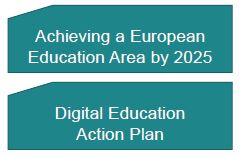 Achieving a European
Education Area by 2025
Digital Education
Action Plan